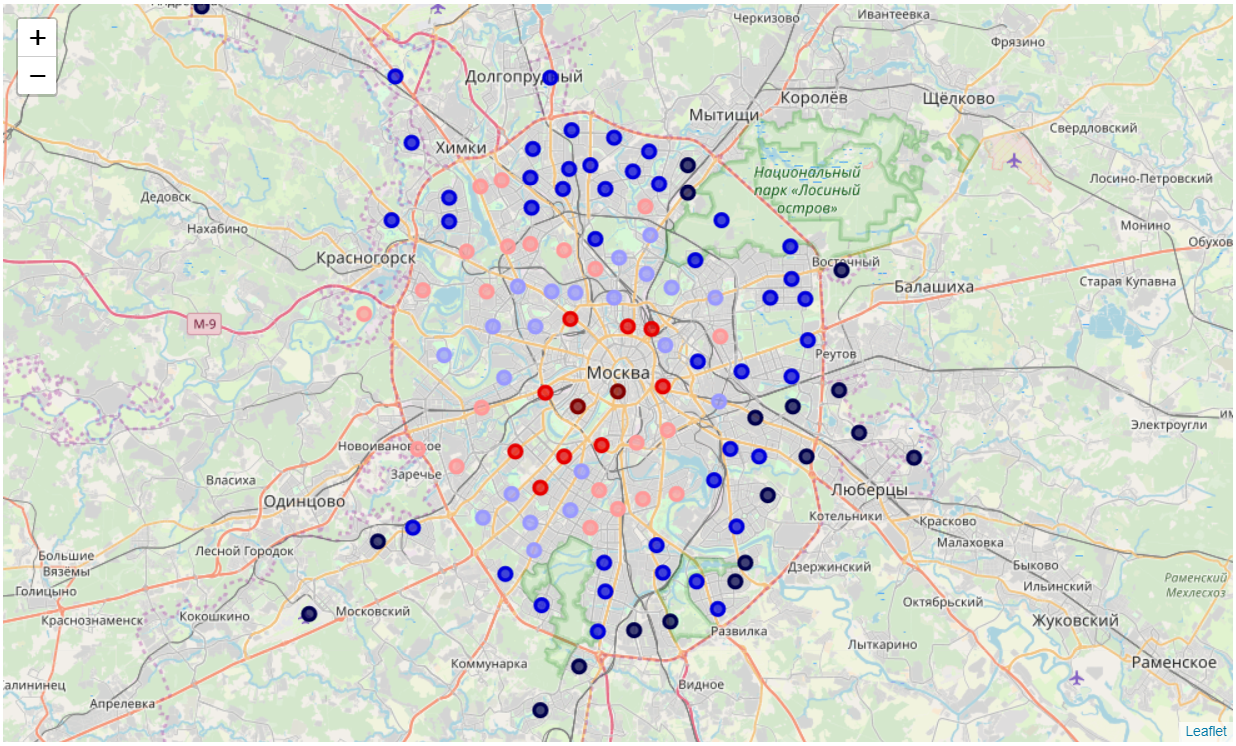 +
−
Черкизово
Ивантеевка
Фрязино
Долгопрудный
Королёв
Щёлково
Мытищи
Свердловский
Химки
Национальный
парк «Лосиный
остров»
Лосино-Петровский
Дедовск
Нахабино
Монино
Красногорск
Восточный
Балашиха
Старая Купавна
М-9
Реутов
Москва
Электроугли
Новоивановское
Заречье
Власиха
Одинцово
Люберцы
Котельники
Красково
Малаховка
Большие
Вязёмы
Лесной Городок
Дзержинский
Быково
Ильинский
Раменский
Мехлесхоз
Голицыно
Краснознаменск
Кокошкино
Московский
Октябрьский
Жуковский
Развилка
Лыткарино
Коммунарка
Раменское
Видное
Апрелевка
Leaflet